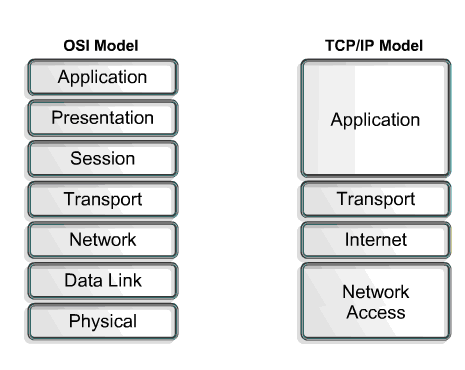 OSI Model
Application
Presentation
Session
Transport
Network
Data Link
Physical
TCP/IP Model
Application
Transport
Internet
Network
Access